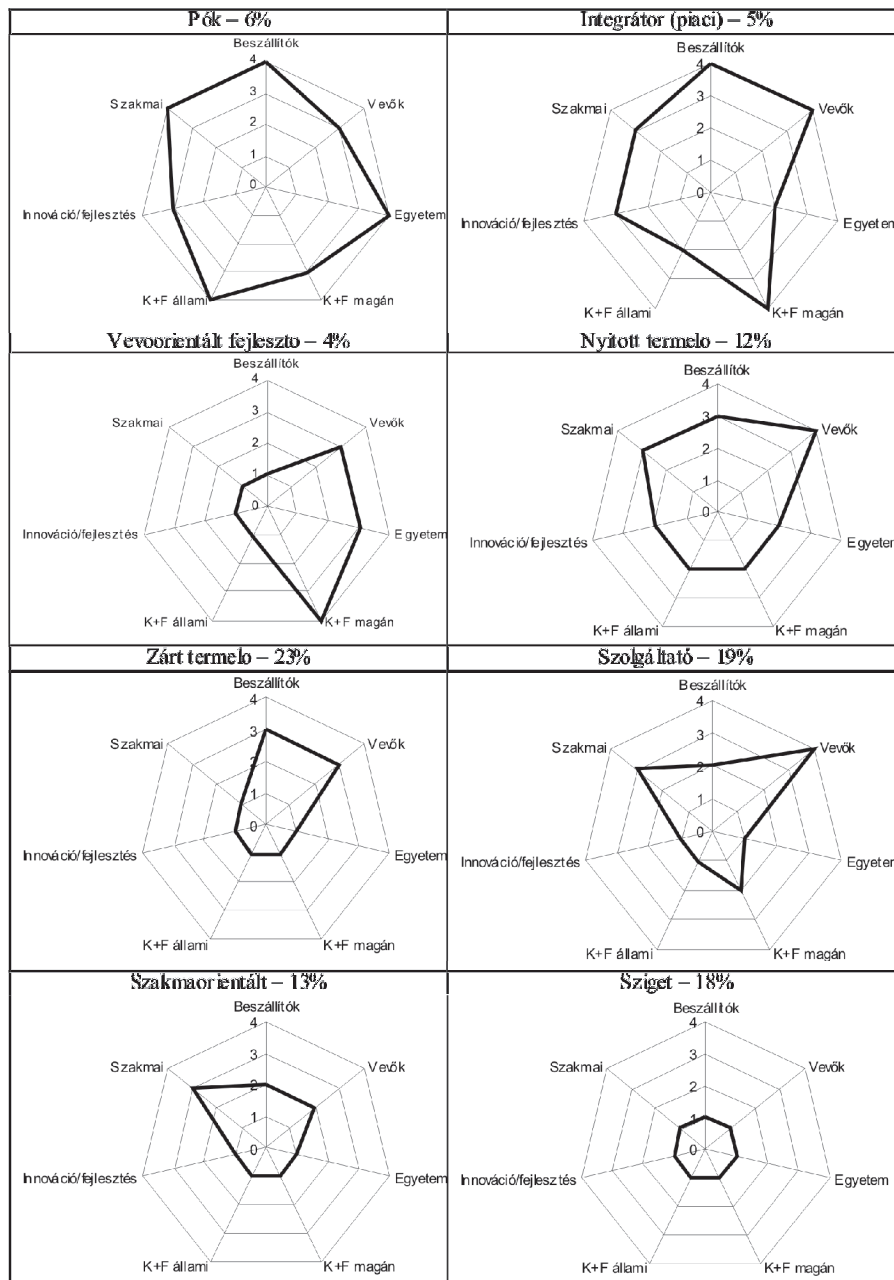 Pók – 6%
Beszállítók
4
3
2
1
0
Vevők
Egyetem
K+F magán
K+F állami
Innováció/fejlesztés
Szakmai
Integrátor (piaci) – 5%
Beszállítók
4
3
2
1
0
Vevők
Egyetem
K+F magán
K+F állami
Innováció/fejlesztés
Szakmai
Vevoorientált fejleszto – 4%
Beszállítók
4
3
2
1
0
Vevők
Egyetem
K+F magán
K+F állami
Innováció/fejlesztés
Szakmai
Nyitott termelo – 12%
Beszállítók
4
3
2
1
0
Vevők
Egyetem
K+F magán
K+F állami
Innováció/fejlesztés
Szakmai
Zárt termelo – 23%
Beszállítók
4
3
2
1
0
Vevők
Egyetem
K+F magán
K+F állami
Innováció/fejlesztés
Szakmai
Szolgáltató – 19%
Beszállítók
4
3
2
1
0
Vevők
Egyetem
K+F magán
K+F állami
Innováció/fejlesztés
Szakmai
Szakmaorientált – 13%
Beszállítók
4
3
2
1
0
Vevők
Egyetem
K+F magán
K+F állami
Innováció/fejlesztés
Szakmai
Sziget – 18%
Beszállítók
4
3
2
1
0
Vevők
Egyetem
K+F magán
K+F állami
Innováció/fejlesztés
Szakmai